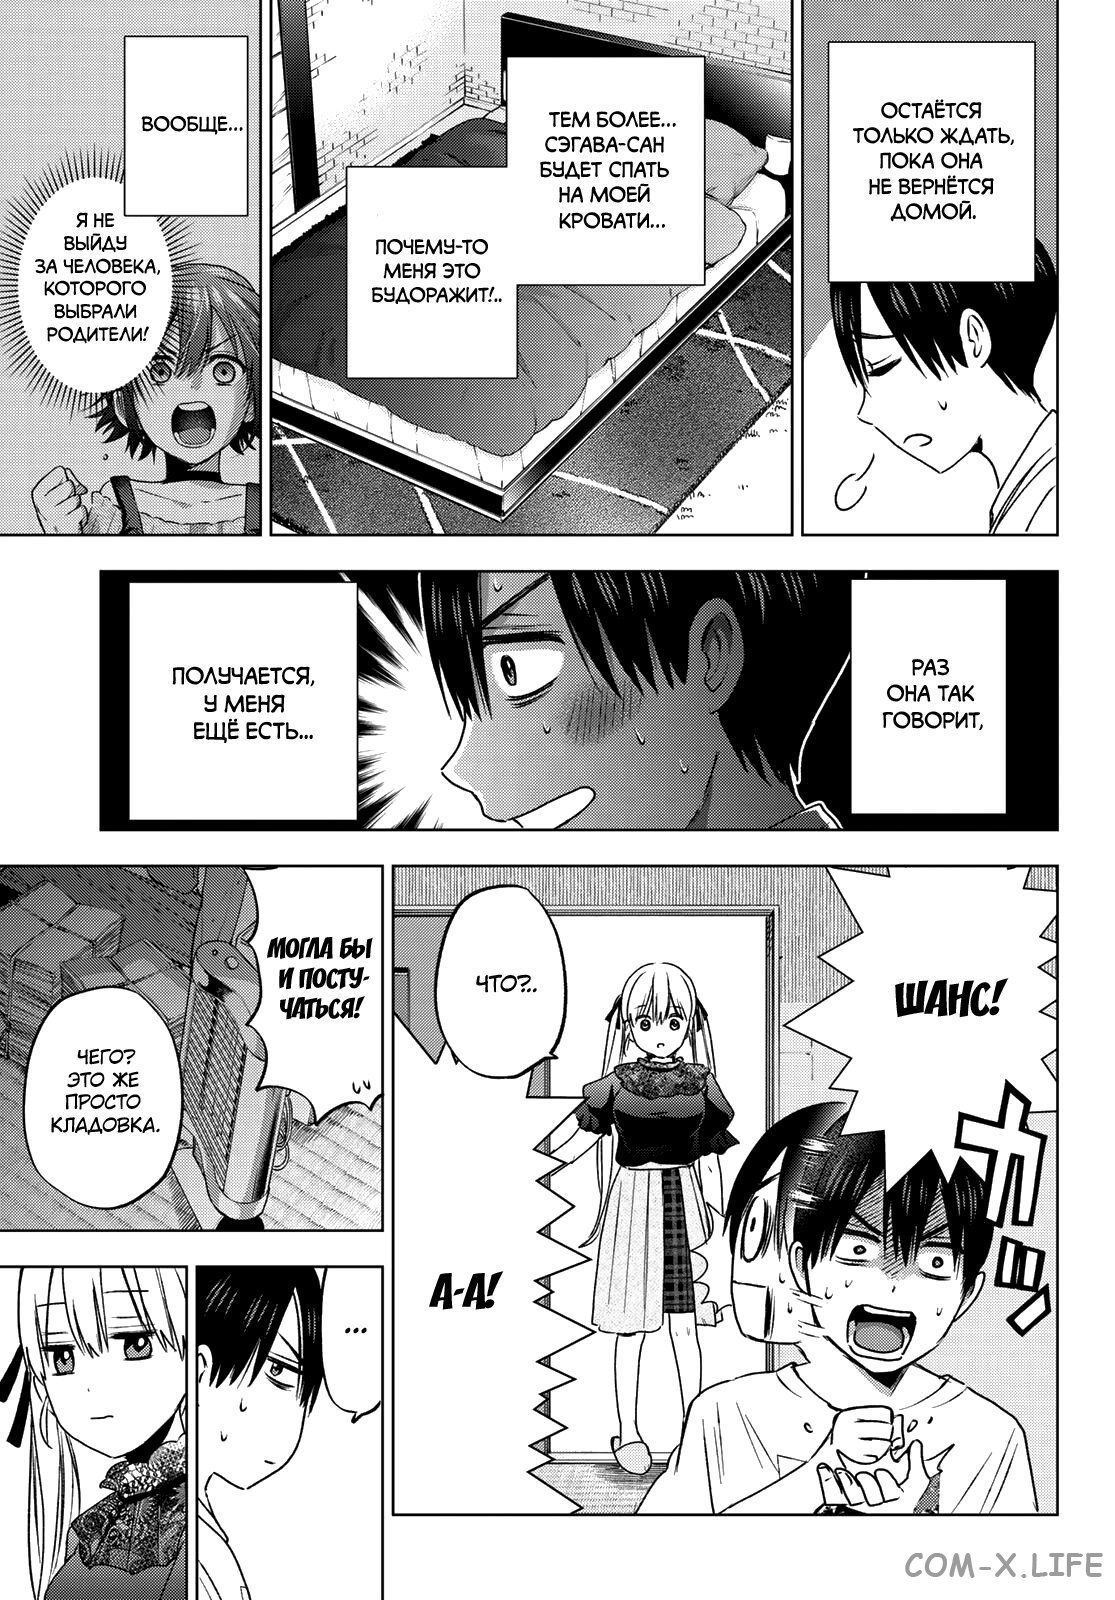 ОСТАЁТСЯ
ТОЛЬКО ЖДАТЬ,
ПОКА ОНА
НЕ ВЕРНЁТСЯ
ДОМОЙ.
ТЕМ БОЛЕЕ...
СЭГАВА-САН
БУДЕТ СПАТЬ
НА МОЕЙ
КРОВАТИ...
ПОЧЕМУ-ТО
МЕНЯ ЭТО
БУДОРАЖИТ!..
ВООБЩЕ...
Я НЕ
ВЫЙДУ
ЗА ЧЕЛОВЕКА,
КОТОРОГО
ВЫБРАЛИ
РОДИТЕЛИ!
РАЗ
ОНА ТАК
ГОВОРИТ,
ПОЛУЧАЕТСЯ,
У МЕНЯ
ЕЩЁ ЕСТЬ...
ШАНС!
ЧТО?..
カッ
А-А!
МОГЛА БЫ
И ПОСТУ-
ЧАТЬСЯ!
ЧЕГО?
ЭТО ЖЕ
ПРОСТО
КЛАДОВКА.
...
COM-X.LIFE